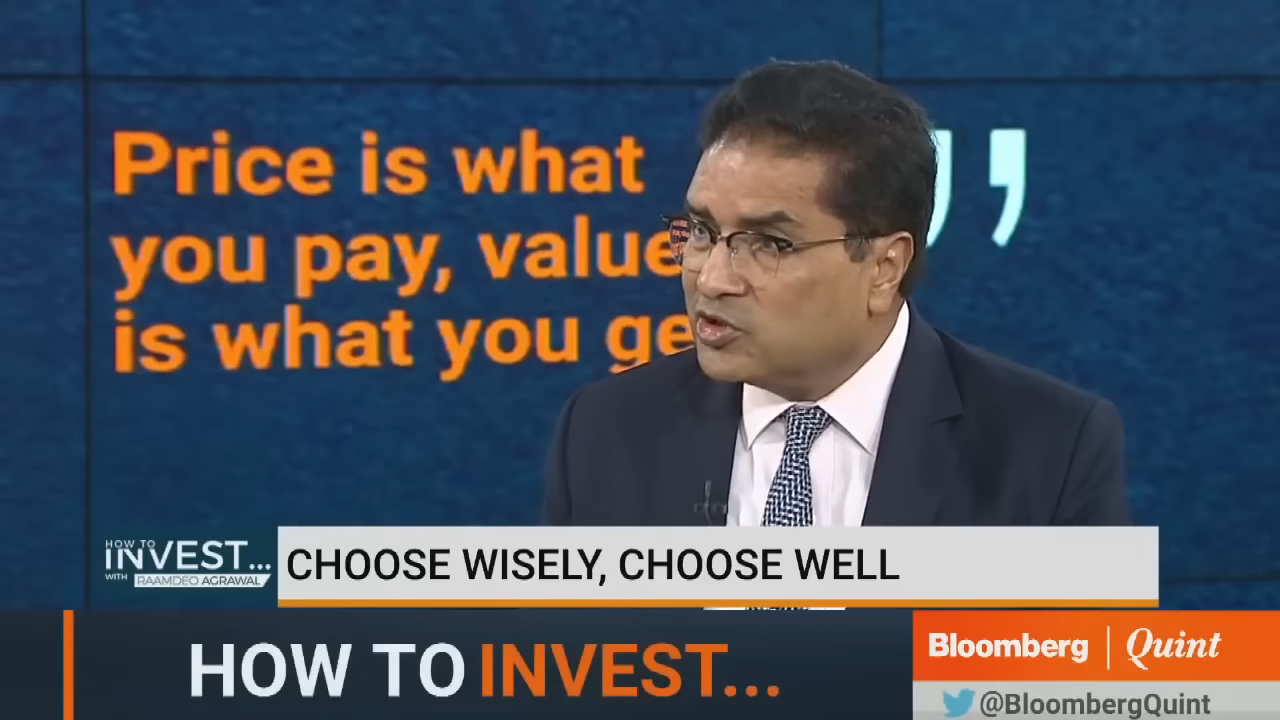 Price is what
you pay, value
is what you ge
”
HOW TO
INVEST...
WITH RAAMDEO AGRAWAL
CHOOSE WISELY, CHOOSE WELL
HOW TO INVEST...
Bloomberg | Quint
@BloombergQuint